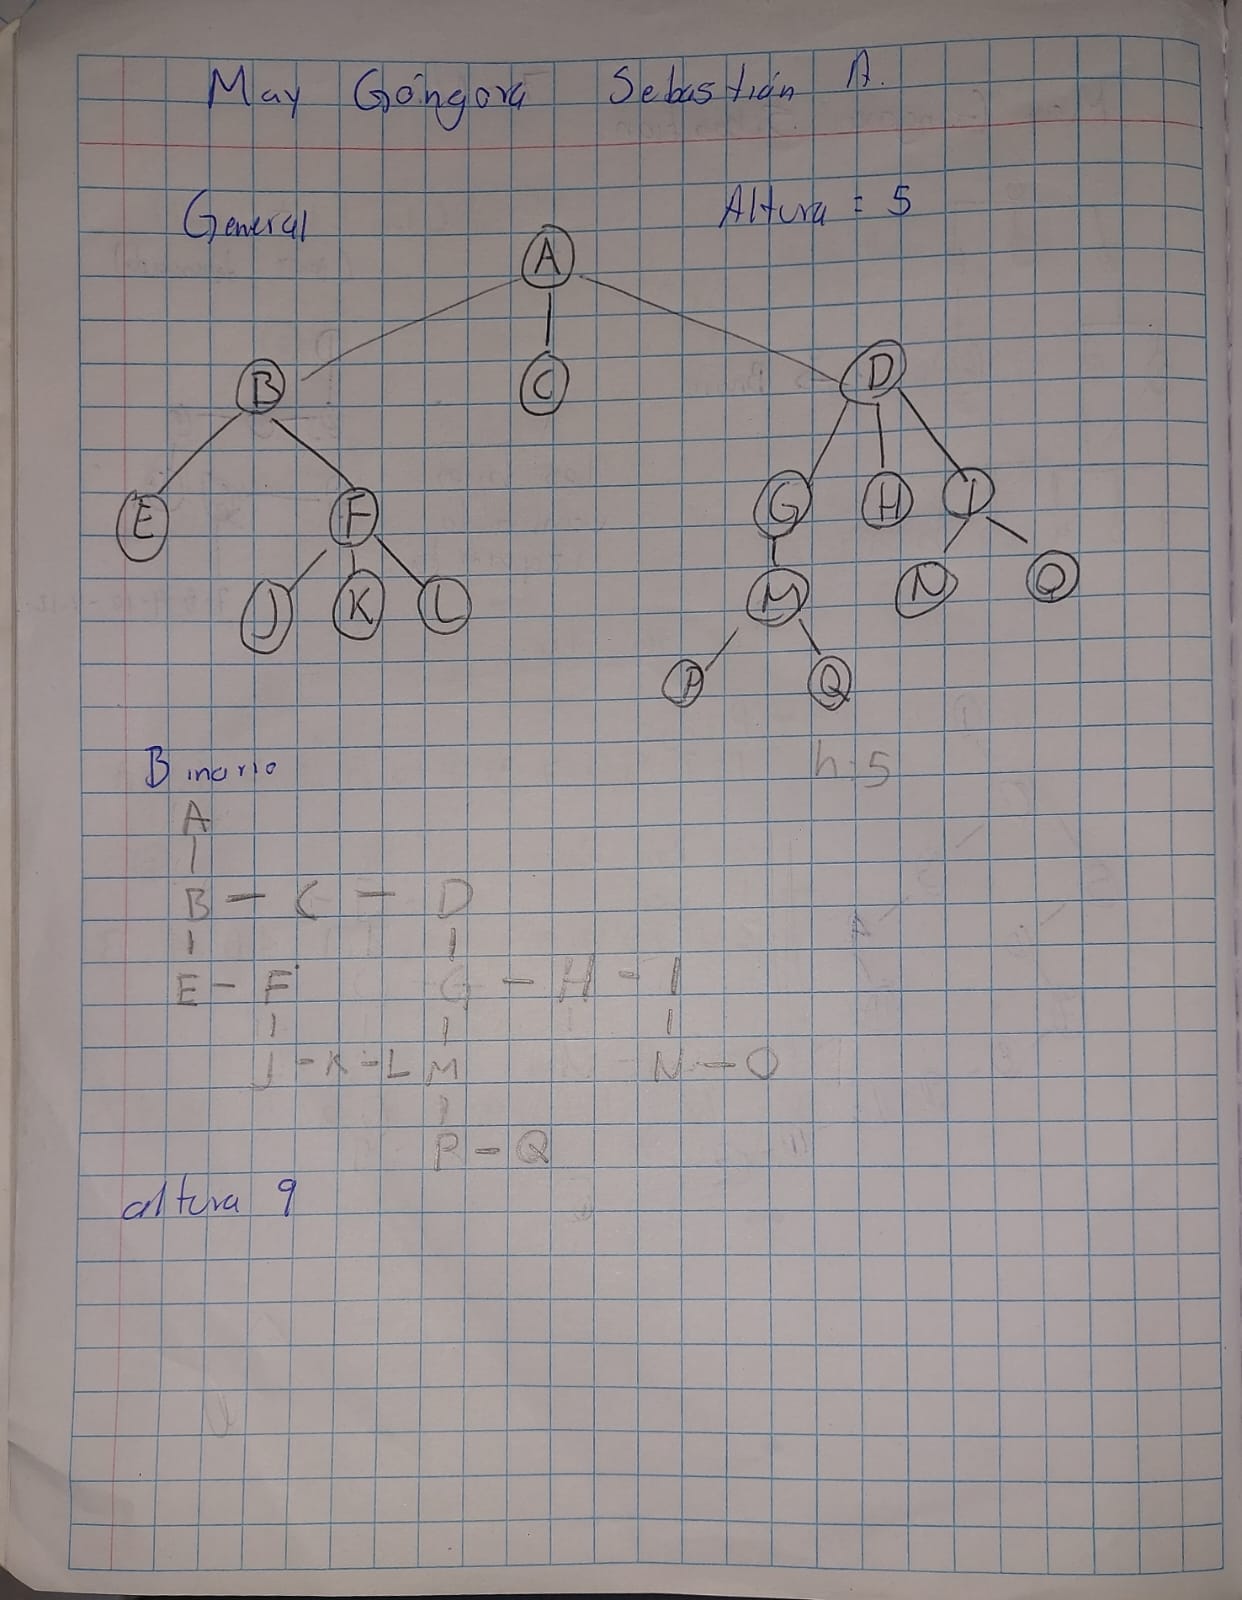 May Góngora Sebastián A.
General Altura = 5
A
B C D
E F G H I
J K L M N O
P Q
Binario h:5
A
B - C - D
E - F G - H - I
J - K - L M N - O
P - Q
altura 9